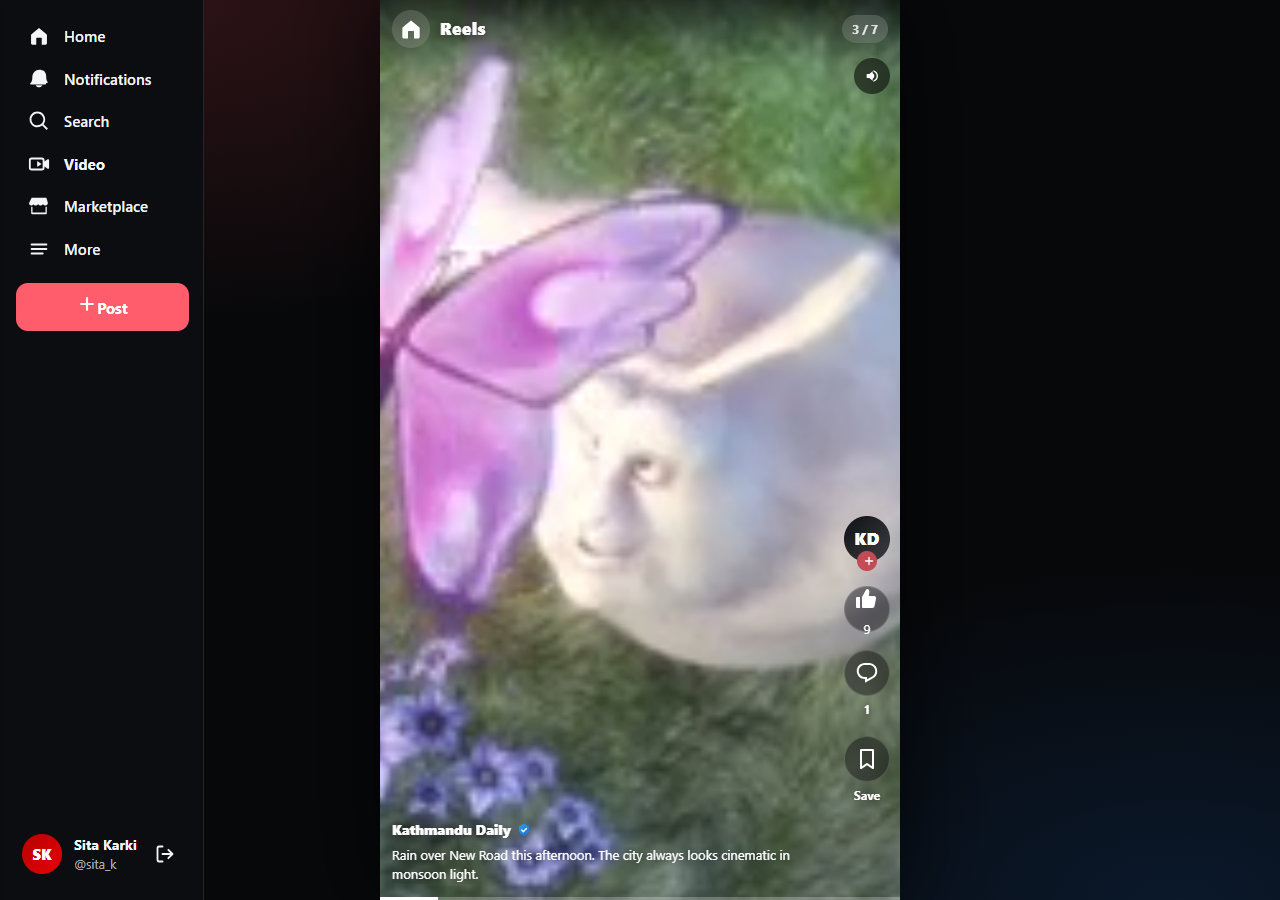 Home
Notifications
Search
Video
Marketplace
More
+ Post
SK
Sita Karki
@sita_k
Reels
3 / 7
KD
+
9
1
Save
Kathmandu Daily
Rain over New Road this afternoon. The city always looks cinematic in
monsoon light.